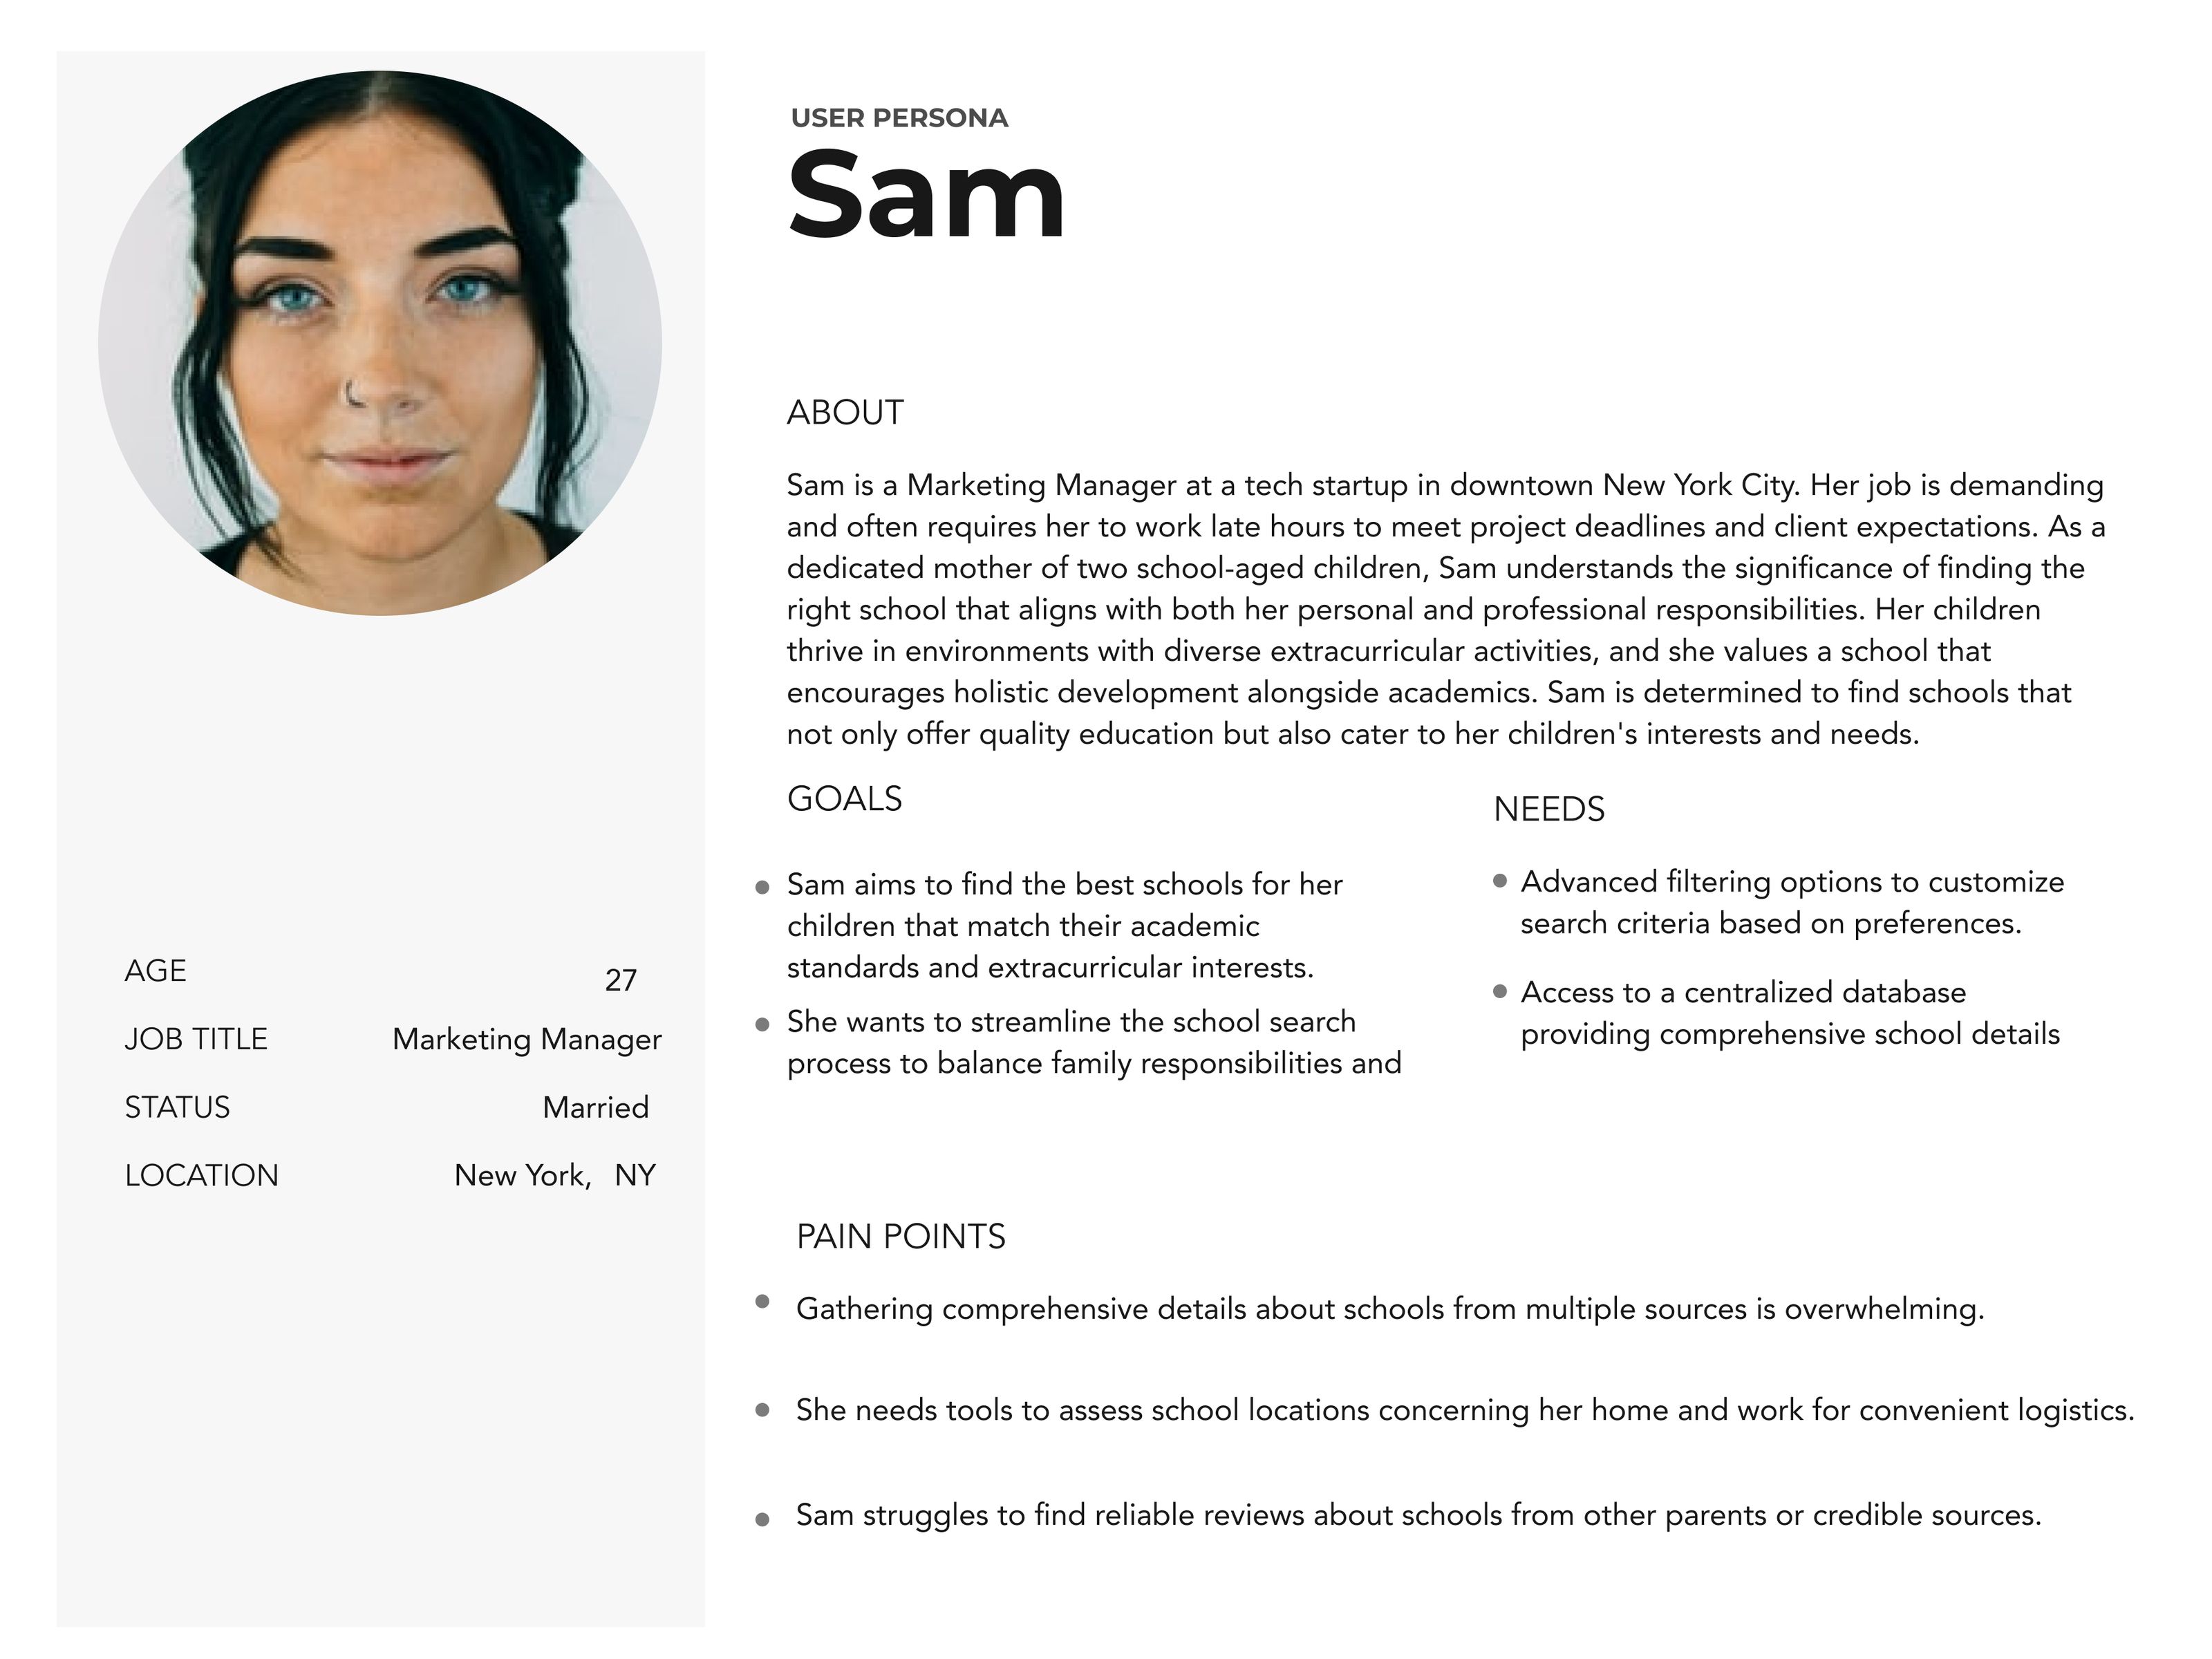 USER PERSONA
Sam
ABOUT
Sam is a Marketing Manager at a tech startup in downtown New York City. Her job is demanding
and often requires her to work late hours to meet project deadlines and client expectations. As a
dedicated mother of two school-aged children, Sam understands the significance of finding the
right school that aligns with both her personal and professional responsibilities. Her children
thrive in environments with diverse extracurricular activities, and she values a school that
encourages holistic development alongside academics. Sam is determined to find schools that
not only offer quality education but also cater to her children's interests and needs.
GOALS
Sam aims to find the best schools for her
children that match their academic
standards and extracurricular interests.
She wants to streamline the school search
process to balance family responsibilities and
NEEDS
Advanced filtering options to customize
search criteria based on preferences.
Access to a centralized database
providing comprehensive school details
AGE 27
JOB TITLE Marketing Manager
STATUS Married
LOCATION New York, NY
PAIN POINTS
Gathering comprehensive details about schools from multiple sources is overwhelming.
She needs tools to assess school locations concerning her home and work for convenient logistics.
Sam struggles to find reliable reviews about schools from other parents or credible sources.